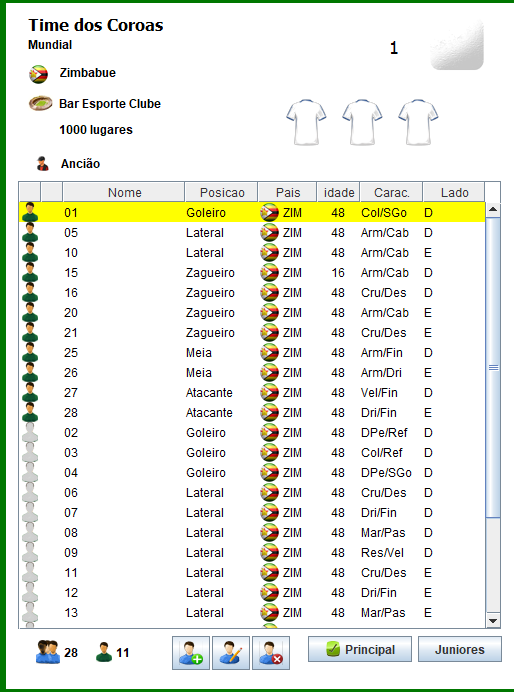 Time dos Coroas
Mundial
1
Zimbabue
Bar Esporte Clube
1000 lugares
Ancião
Nome Posicao Pais idade Carac. Lado
01 Goleiro ZIM 48 Col/SGo D
05 Lateral ZIM 48 Arm/Cab D
10 Lateral ZIM 48 Arm/Cab E
15 Zagueiro ZIM 16 Arm/Cab D
16 Zagueiro ZIM 48 Cru/Des D
20 Zagueiro ZIM 48 Arm/Cab E
21 Zagueiro ZIM 48 Cru/Des E
25 Meia ZIM 48 Arm/Fin D
26 Meia ZIM 48 Arm/Dri E
27 Atacante ZIM 48 Vel/Fin D
28 Atacante ZIM 48 Dri/Fin E
02 Goleiro ZIM 48 DPe/Ref D
03 Goleiro ZIM 48 Col/Ref D
04 Goleiro ZIM 48 DPe/SGo D
06 Lateral ZIM 48 Cru/Des D
07 Lateral ZIM 48 Dri/Fin D
08 Lateral ZIM 48 Mar/Pas D
09 Lateral ZIM 48 Res/Vel D
11 Lateral ZIM 48 Cru/Des E
12 Lateral ZIM 48 Dri/Fin E
13 Lateral ZIM 48 Mar/Pas E
28 11 Principal Juniores